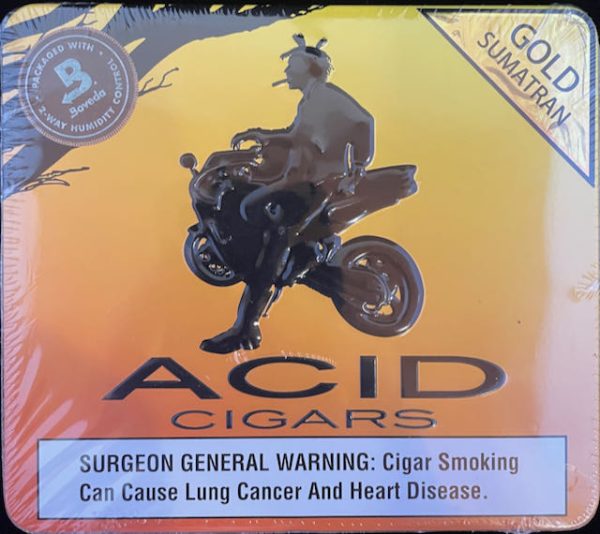 PACKAGED WITH
B
Boveda
2-WAY HUMIDITY CONTROL
GOLD
SUMATRAN
ACID
CIGARS
SURGEON GENERAL WARNING: Cigar Smoking
Can Cause Lung Cancer And Heart Disease.